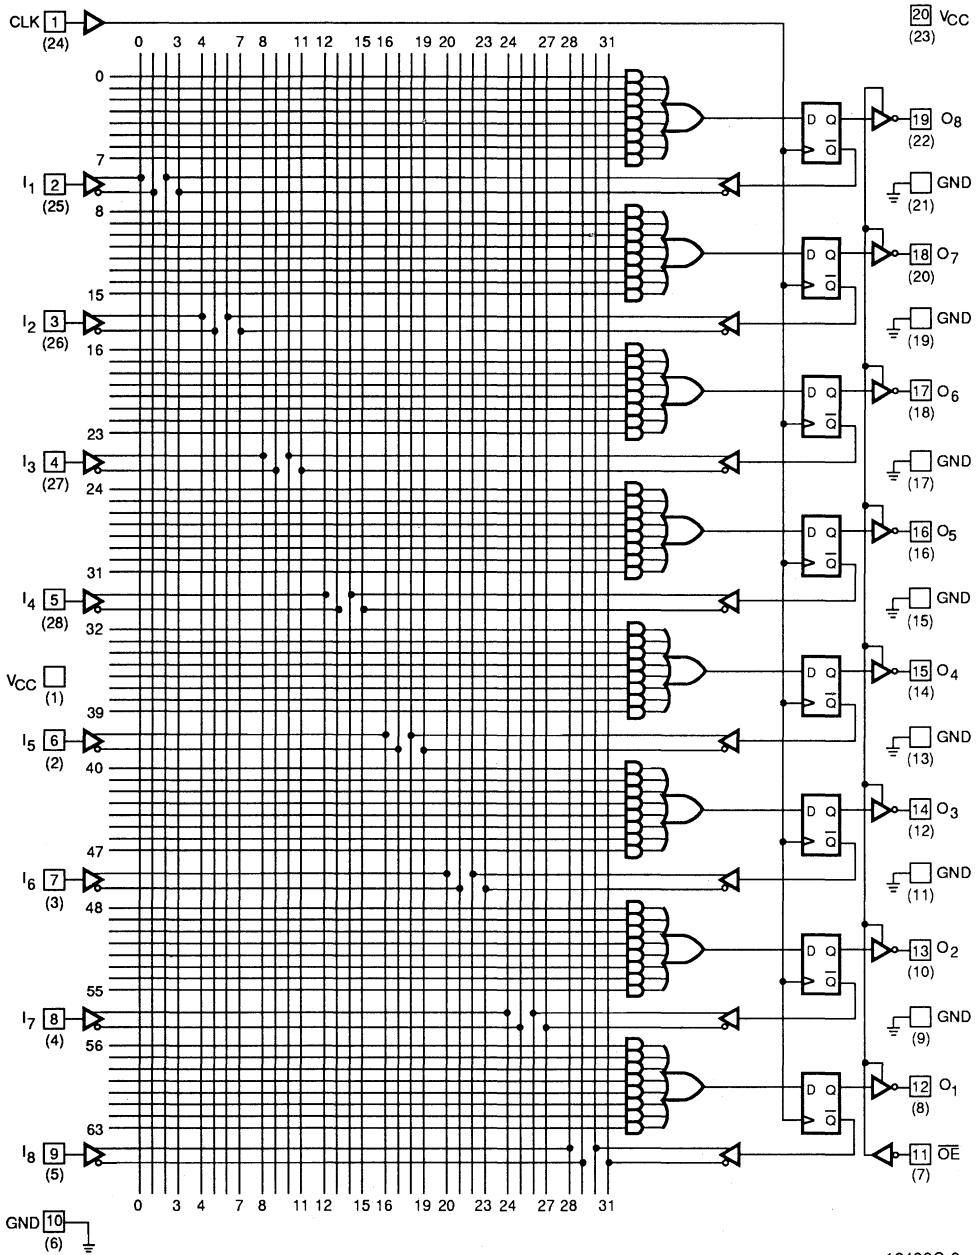 CLK 1 (24)
20 VCC (23)
0 3 4 7 8 11 12 15 16 19 20 23 24 27 28 31
0
D Q Q̅
19 O8 (22)
7
I1 2 (25)
GND (21)
8
D Q Q̅
18 O7 (20)
15
I2 3 (26)
GND (19)
16
D Q Q̅
17 O6 (18)
23
I3 4 (27)
GND (17)
24
D Q Q̅
16 O5 (16)
31
I4 5 (28)
GND (15)
32
VCC (1)
D Q Q̅
15 O4 (14)
39
I5 6 (2)
GND (13)
40
D Q Q̅
14 O3 (12)
47
I6 7 (3)
GND (11)
48
D Q Q̅
13 O2 (10)
55
I7 8 (4)
GND (9)
56
D Q Q̅
12 O1 (8)
63
I8 9 (5)
11 O̅E̅ (7)
0 3 4 7 8 11 12 15 16 19 20 23 24 27 28 31
GND 10 (6)